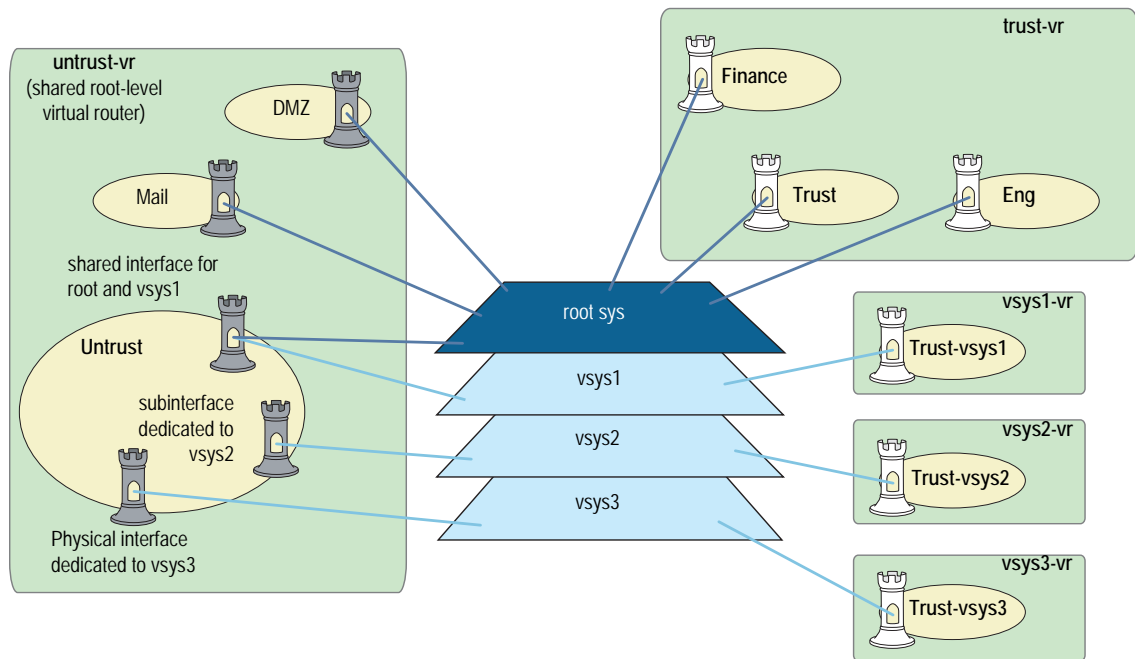 untrust-vr
(shared root-level
virtual router)
DMZ
Mail
shared interface for
root and vsys1
Untrust
subinterface
dedicated to
vsys2
Physical interface
dedicated to vsys3
root sys
vsys1
vsys2
vsys3
trust-vr
Finance
Trust
Eng
vsys1-vr
Trust-vsys1
vsys2-vr
Trust-vsys2
vsys3-vr
Trust-vsys3